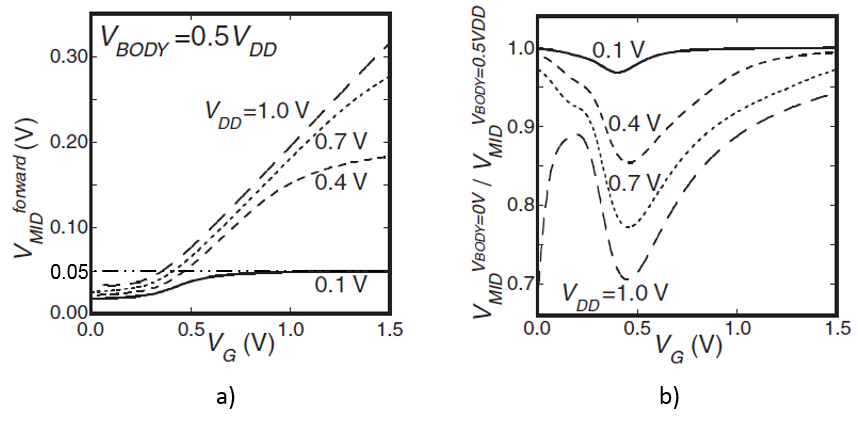 V_BODY=0.5V_DD
0.30
V_DD=1.0 V
0.20
0.7 V
0.4 V
0.10
0.05
0.1 V
0.00
0.0
0.5
1.0
1.5
V_G (V)
V_MID^forward (V)
a)
1.0
0.1 V
0.9
0.4 V
0.8
0.7 V
0.7
V_DD=1.0 V
0.0
0.5
1.0
1.5
V_G (V)
V_MID^VBODY=0V / V_MID^VBODY=0.5VDD
b)